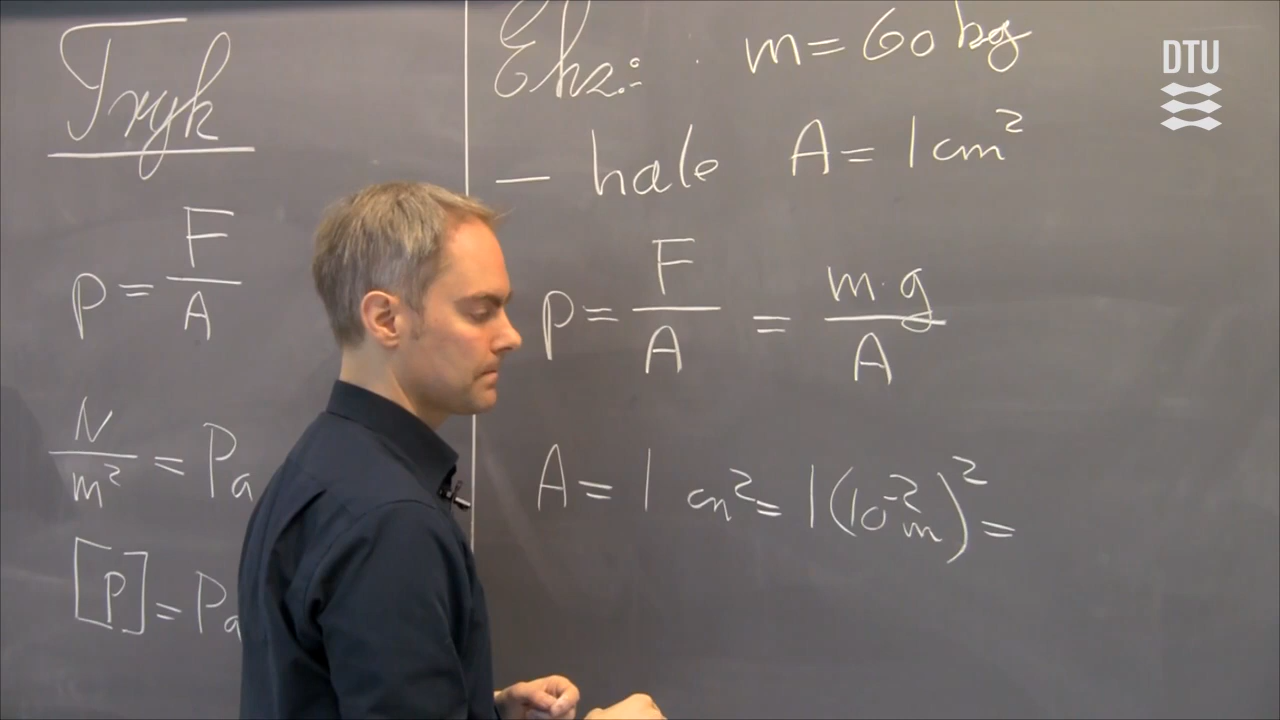 Tryk
p = F/A
N/m² = Pa
[p] = Pa
Eks.: m = 60 kg
– hæle A = 1 cm²
p = F/A = m·g/A
A = 1 cm² = 1(10⁻² m)² =
DTU